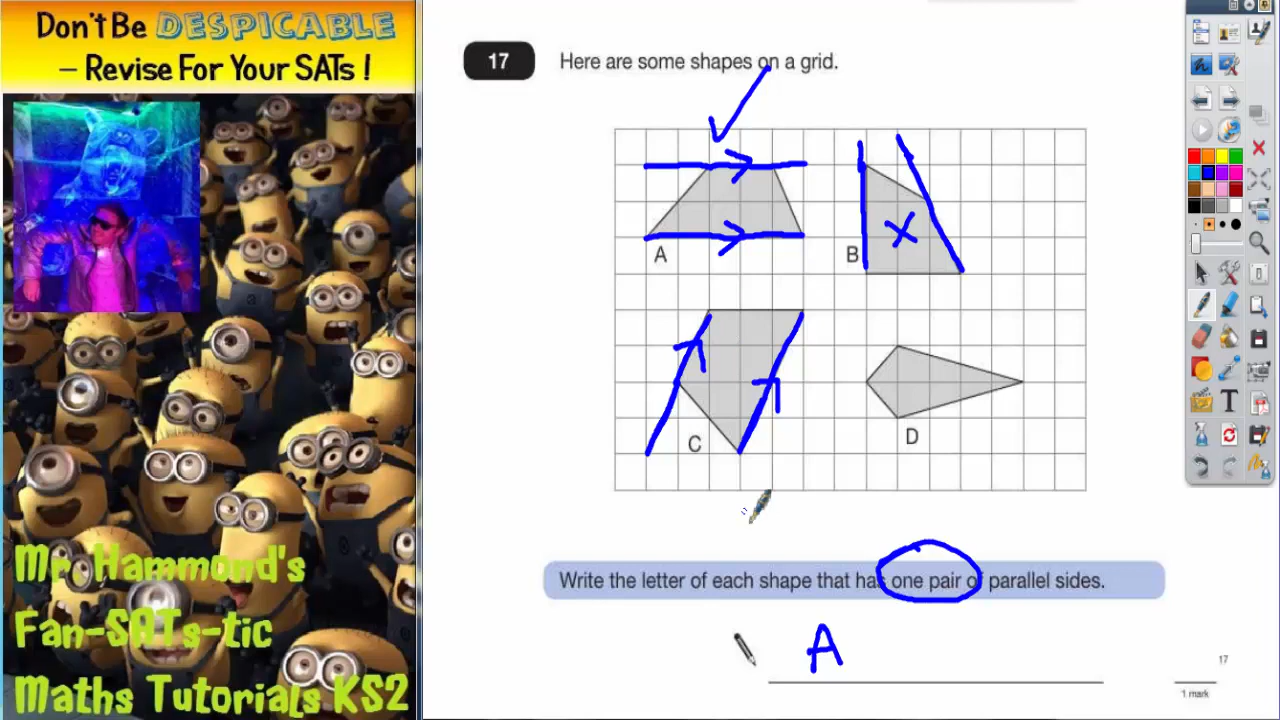 Don't Be DESPICABLE
– Revise For Your SATs !
Mr. Hammond's
Fan-SATs-tic
Maths Tutorials KS2
17 Here are some shapes on a grid.
A
B
C
D
Write the letter of each shape that has one pair of parallel sides.
A
17
1 mark